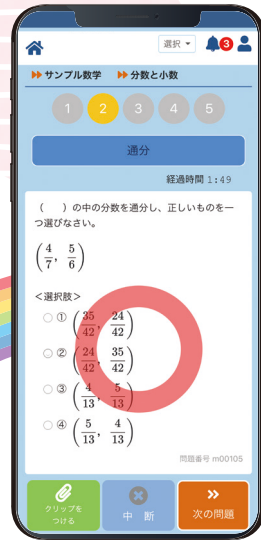 選択
3
サンプル数学 分数と小数
1 2 3 4 5
通分
経過時間 1:49
（　）の中の分数を通分し、正しいものを一
つ選びなさい。
(4/7, 5/6)
＜選択肢＞
① (35/42, 24/42)
② (24/42, 35/42)
③ (4/13, 5/13)
④ (5/13, 4/13)
問題番号 m00105
クリップを
つける
中 断
次の問題